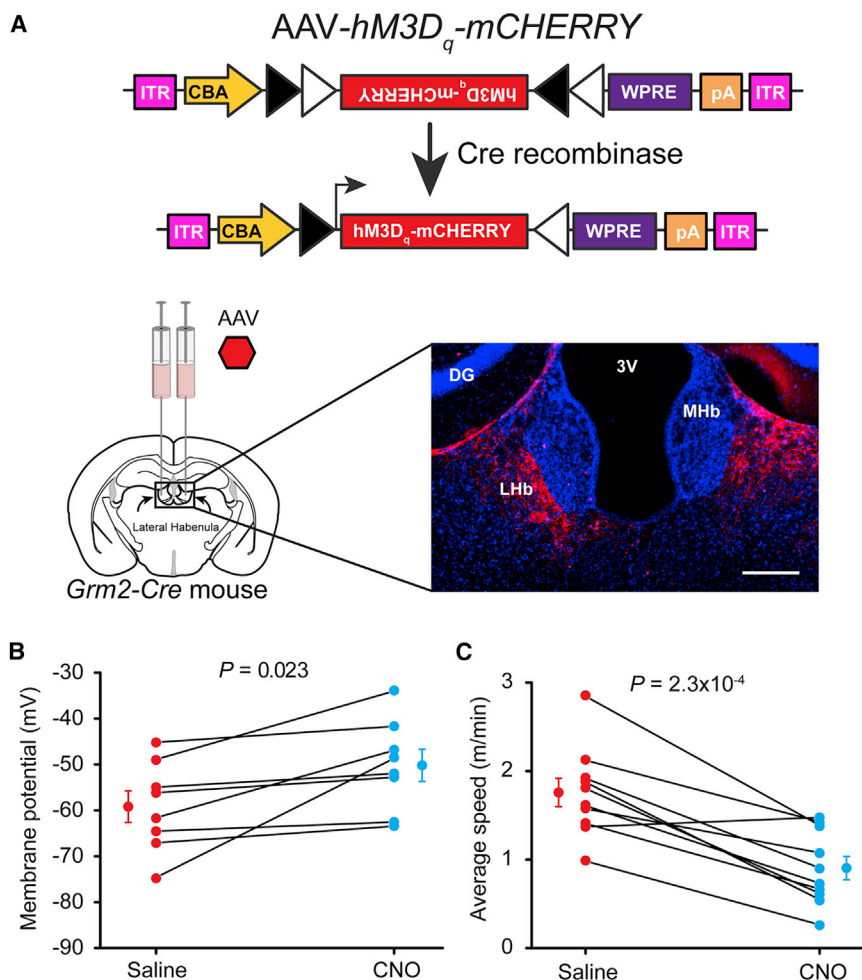 A
AAV-hM3Dq-mCHERRY
ITR CBA hM3Dq-mCHERRY WPRE pA ITR
Cre recombinase
ITR CBA hM3Dq-mCHERRY WPRE pA ITR
AAV
Lateral Habenula
Grm2-Cre mouse
DG 3V MHb
LHb
B
P = 0.023
Membrane potential (mV)
-30
-40
-50
-60
-70
-80
-90
Saline CNO
C
P = 2.3x10⁻⁴
Average speed (m/min)
3
2
1
0
Saline CNO